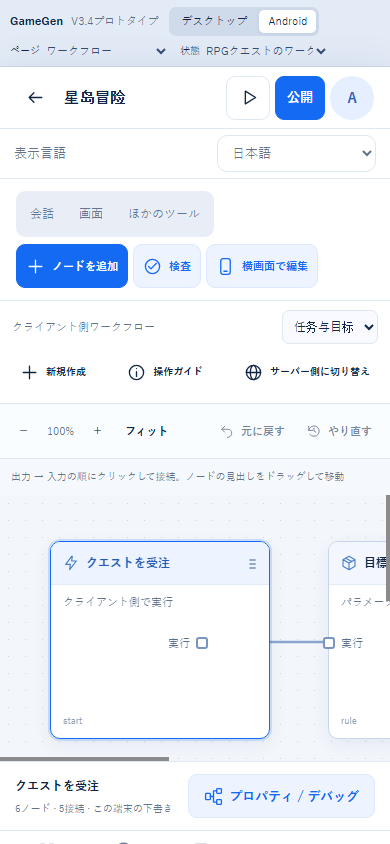 GameGen V3.4プロトタイプ デスクトップ Android
ページ ワークフロー 状態 RPGクエストのワーク
星岛冒险 公開 A
表示言語 日本語
会話 画面 ほかのツール
ノードを追加 検査 横画面で編集
クライアント側ワークフロー 任务与目标
新規作成 操作ガイド サーバー側に切り替え
− 100% + フィット 元に戻す やり直す
出力 → 入力の順にクリックして接続。ノードの見出しをドラッグして移動
クエストを受注 目標
クライアント側で実行 パラメー
実行 実行
start rule
クエストを受注 プロパティ / デバッグ
6ノード · 5接続 · この端末の下書き